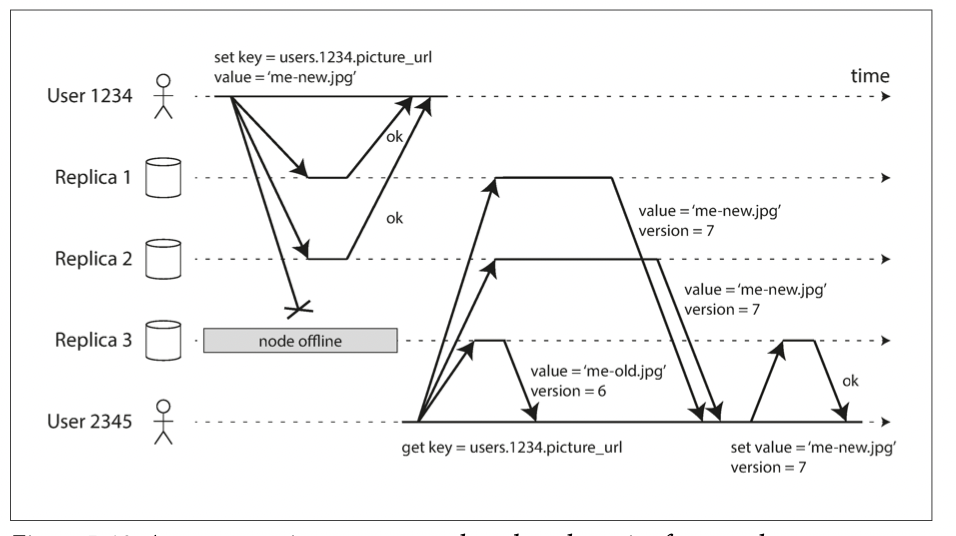 set key = users.1234.picture_url
value = 'me-new.jpg'
time
User 1234
ok
Replica 1
value = 'me-new.jpg'
version = 7
ok
Replica 2
value = 'me-new.jpg'
version = 7
Replica 3
node offline
value = 'me-old.jpg'
version = 6
ok
User 2345
get key = users.1234.picture_url
set value = 'me-new.jpg'
version = 7